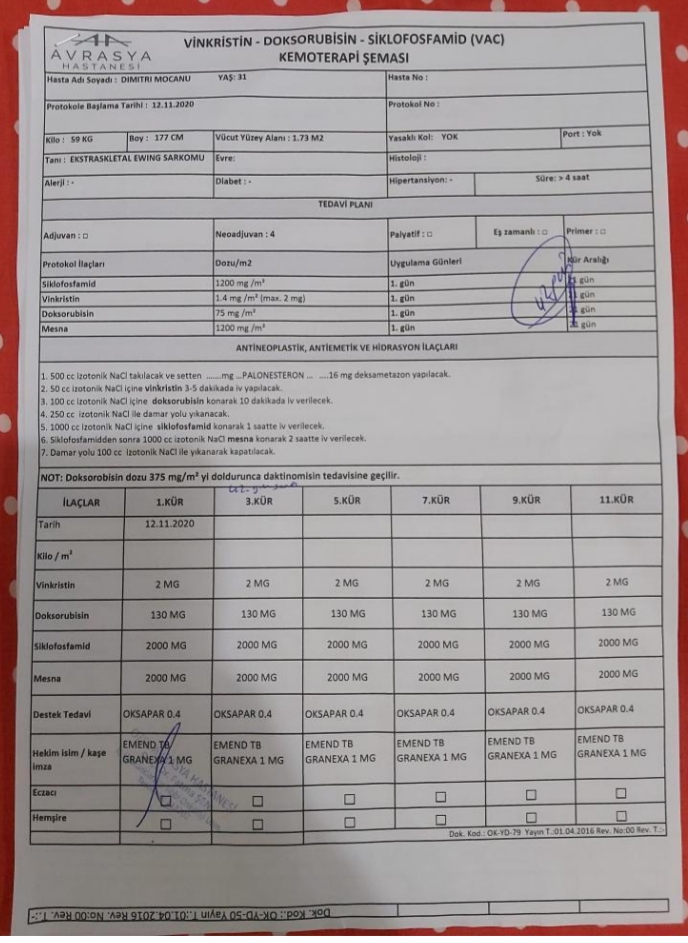 AVRASYA
HASTANESİ
VİNKRİSTİN - DOKSORUBİSİN - SİKLOFOSFAMİD (VAC)
KEMOTERAPİ ŞEMASI
Hasta Adı Soyadı : DIMITRI MOCANU YAŞ: 31 Hasta No :
Protokole Başlama Tarihi : 12.11.2020 Protokol No :
Kilo : 59 KG Boy : 177 CM Vücut Yüzey Alanı : 1.73 M2 Yasaklı Kol: YOK Port : Yok
Tanı : EKSTRASKLETAL EWING SARKOMU Evre: Histoloji :
Alerji : - Diabet : - Hipertansiyon: - Süre: > 4 saat
TEDAVİ PLANI
Adjuvan : □ Neoadjuvan : 4 Palyatif : □ Eş zamanlı : □ Primer : □
Protokol İlaçları Dozu/m2 Uygulama Günleri Kür Aralığı
Siklofosfamid 1200 mg /m² 1. gün gün
Vinkristin 1.4 mg /m² (max. 2 mg) 1. gün gün
Doksorubisin 75 mg /m² 1. gün gün
Mesna 1200 mg /m² 1. gün gün
ANTİNEOPLASTİK, ANTİEMETİK VE HİDRASYON İLAÇLARI
1. 500 cc izotonik NaCl takılacak ve setten .......mg ...PALONESTERON ... .....16 mg deksametazon yapılacak.
2. 50 cc izotonik NaCl içine vinkristin 3-5 dakikada iv yapılacak.
3. 100 cc izotonik NaCl içine doksorubisin konarak 10 dakikada iv verilecek.
4. 250 cc izotonik NaCl ile damar yolu yıkanacak.
5. 1000 cc izotonik NaCl içine siklofosfamid konarak 1 saatte iv verilecek.
6. Siklofosfamidden sonra 1000 cc izotonik NaCl mesna konarak 2 saatte iv verilecek.
7. Damar yolu 100 cc izotonik NaCl ile yıkanarak kapatılacak.
NOT: Doksorobisin dozu 375 mg/m² yi doldurunca daktinomisin tedavisine geçilir.
İLAÇLAR 1.KÜR 3.KÜR 5.KÜR 7.KÜR 9.KÜR 11.KÜR
Tarih 12.11.2020
Kilo / m²
Vinkristin 2 MG 2 MG 2 MG 2 MG 2 MG 2 MG
Doksorubisin 130 MG 130 MG 130 MG 130 MG 130 MG 130 MG
Siklofosfamid 2000 MG 2000 MG 2000 MG 2000 MG 2000 MG 2000 MG
Mesna 2000 MG 2000 MG 2000 MG 2000 MG 2000 MG 2000 MG
Destek Tedavi OKSAPAR 0.4 OKSAPAR 0.4 OKSAPAR 0.4 OKSAPAR 0.4 OKSAPAR 0.4 OKSAPAR 0.4
Hekim isim / kaşe EMEND TB EMEND TB EMEND TB EMEND TB EMEND TB EMEND TB
imza GRANEXA 1 MG GRANEXA 1 MG GRANEXA 1 MG GRANEXA 1 MG GRANEXA 1 MG GRANEXA 1 MG
Eczacı □ □ □ □ □ □
Hemşire □ □ □ □ □ □
Dok. Kod.: OK-YD-79 Yayın T.:01.04.2016 Rev. No:00 Rev. T.:-
Dok. Kod.: OK-YD-50 Yayın T.:01.04.2016 Rev. No:00 Rev. T.:-